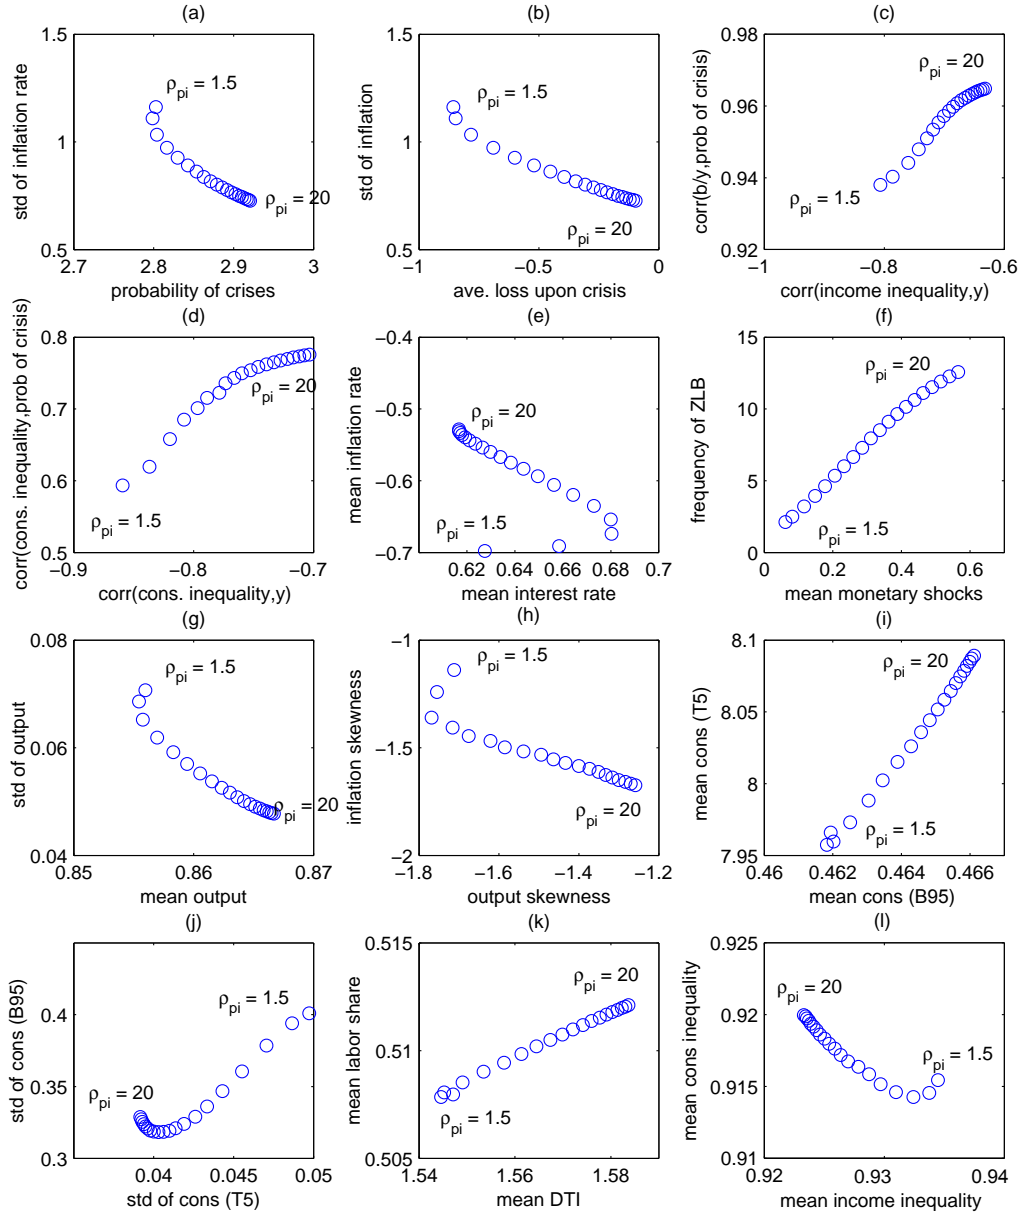 (a)
1.5
1
0.5
std of inflation rate
ρpi = 1.5
ρpi = 20
2.7 2.8 2.9 3
probability of crises
(b)
1.5
1
0.5
std of inflation
ρpi = 1.5
ρpi = 20
−1 −0.5 0
ave. loss upon crisis
(c)
0.98
0.96
0.94
0.92
corr(b/y,prob of crisis)
ρpi = 20
ρpi = 1.5
−1 −0.8 −0.6
corr(income inequality,y)
(d)
0.8
0.7
0.6
0.5
corr(cons. inequality,prob of crisis)
ρpi = 20
ρpi = 1.5
−0.9 −0.8 −0.7
corr(cons. inequality,y)
(e)
−0.4
−0.5
−0.6
−0.7
mean inflation rate
ρpi = 20
ρpi = 1.5
0.62 0.64 0.66 0.68 0.7
mean interest rate
(f)
15
10
5
0
frequency of ZLB
ρpi = 20
ρpi = 1.5
0 0.2 0.4 0.6
mean monetary shocks
(g)
0.08
0.06
0.04
std of output
ρpi = 1.5
ρpi = 20
0.85 0.86 0.87
mean output
(h)
−1
−1.5
−2
inflation skewness
ρpi = 1.5
ρpi = 20
−1.8 −1.6 −1.4 −1.2
output skewness
(i)
8.1
8.05
8
7.95
mean cons (T5)
ρpi = 20
ρpi = 1.5
0.46 0.462 0.464 0.466
mean cons (B95)
(j)
0.45
0.4
0.35
0.3
std of cons (B95)
ρpi = 1.5
ρpi = 20
0.04 0.045 0.05
std of cons (T5)
(k)
0.515
0.51
0.505
mean labor share
ρpi = 20
ρpi = 1.5
1.54 1.56 1.58
mean DTI
(l)
0.925
0.92
0.915
0.91
mean cons inequality
ρpi = 20
ρpi = 1.5
0.92 0.93 0.94
mean income inequality